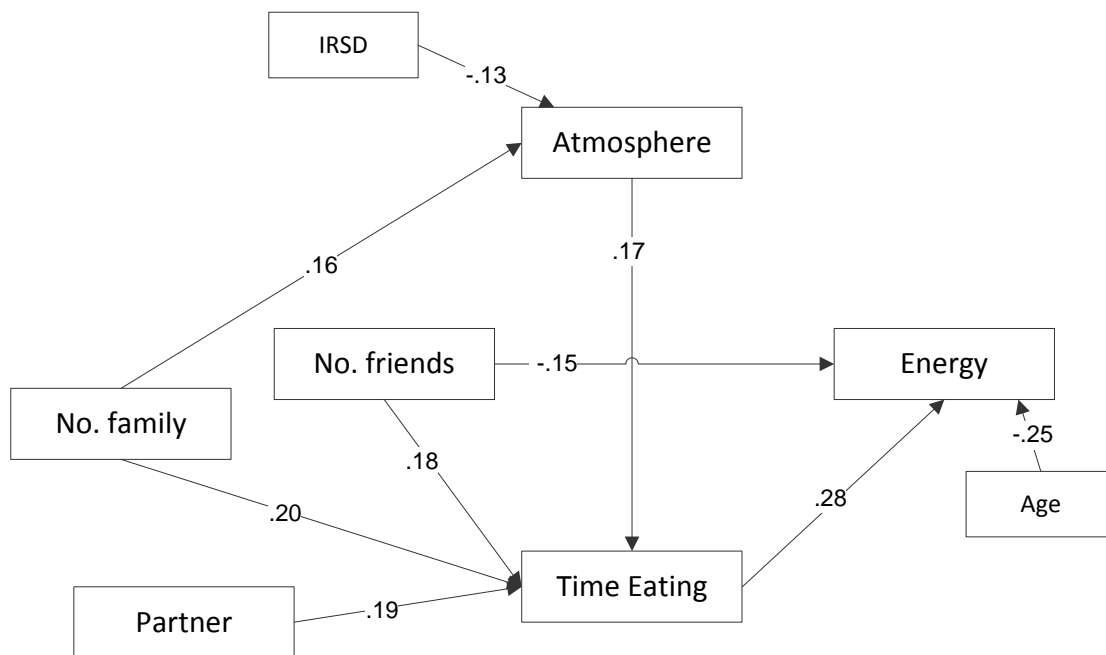 IRSD
-.13
Atmosphere
.17
.16
No. friends
-.15
Energy
No. family
-.25
.18
Age
.28
.20
Time Eating
.19
Partner